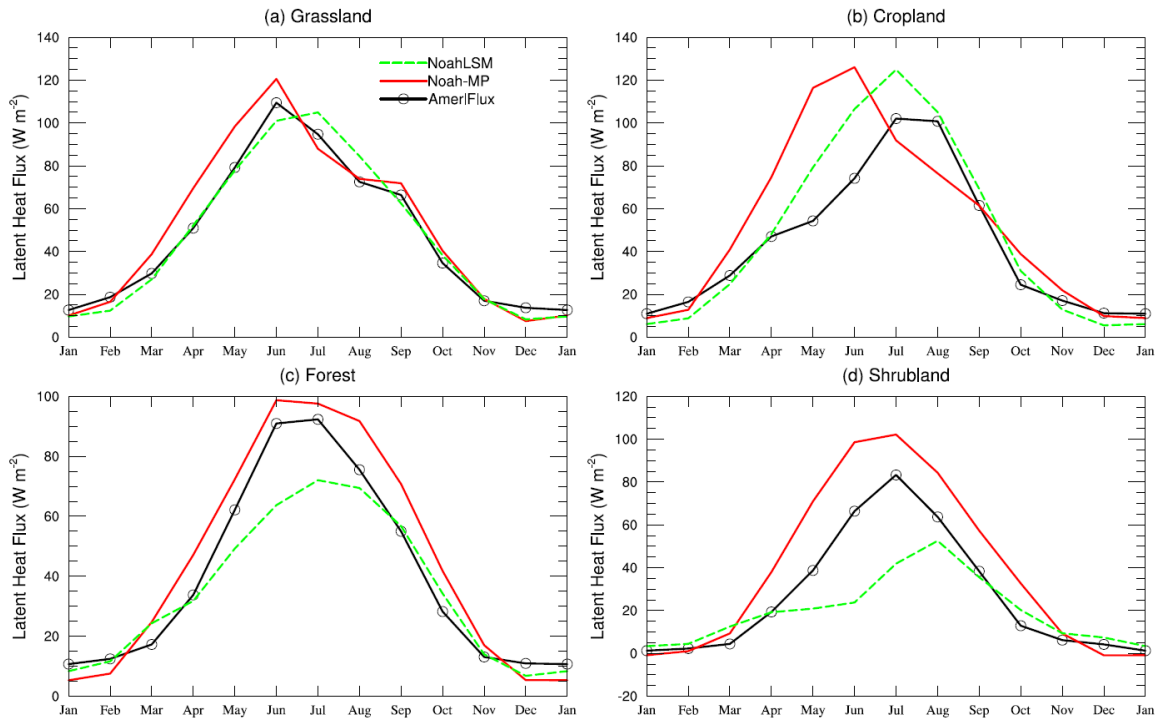 (a) Grassland
140
120
100
80
60
40
20
0
Latent Heat Flux (W m-2)
NoahLSM
Noah-MP
AmeriFlux
Jan Feb Mar Apr May Jun Jul Aug Sep Oct Nov Dec Jan
(b) Cropland
140
120
100
80
60
40
20
0
Latent Heat Flux (W m-2)
Jan Feb Mar Apr May Jun Jul Aug Sep Oct Nov Dec Jan
(c) Forest
100
80
60
40
20
0
Latent Heat Flux (W m-2)
Jan Feb Mar Apr May Jun Jul Aug Sep Oct Nov Dec Jan
(d) Shrubland
120
100
80
60
40
20
0
-20
Latent Heat Flux (W m-2)
Jan Feb Mar Apr May Jun Jul Aug Sep Oct Nov Dec Jan